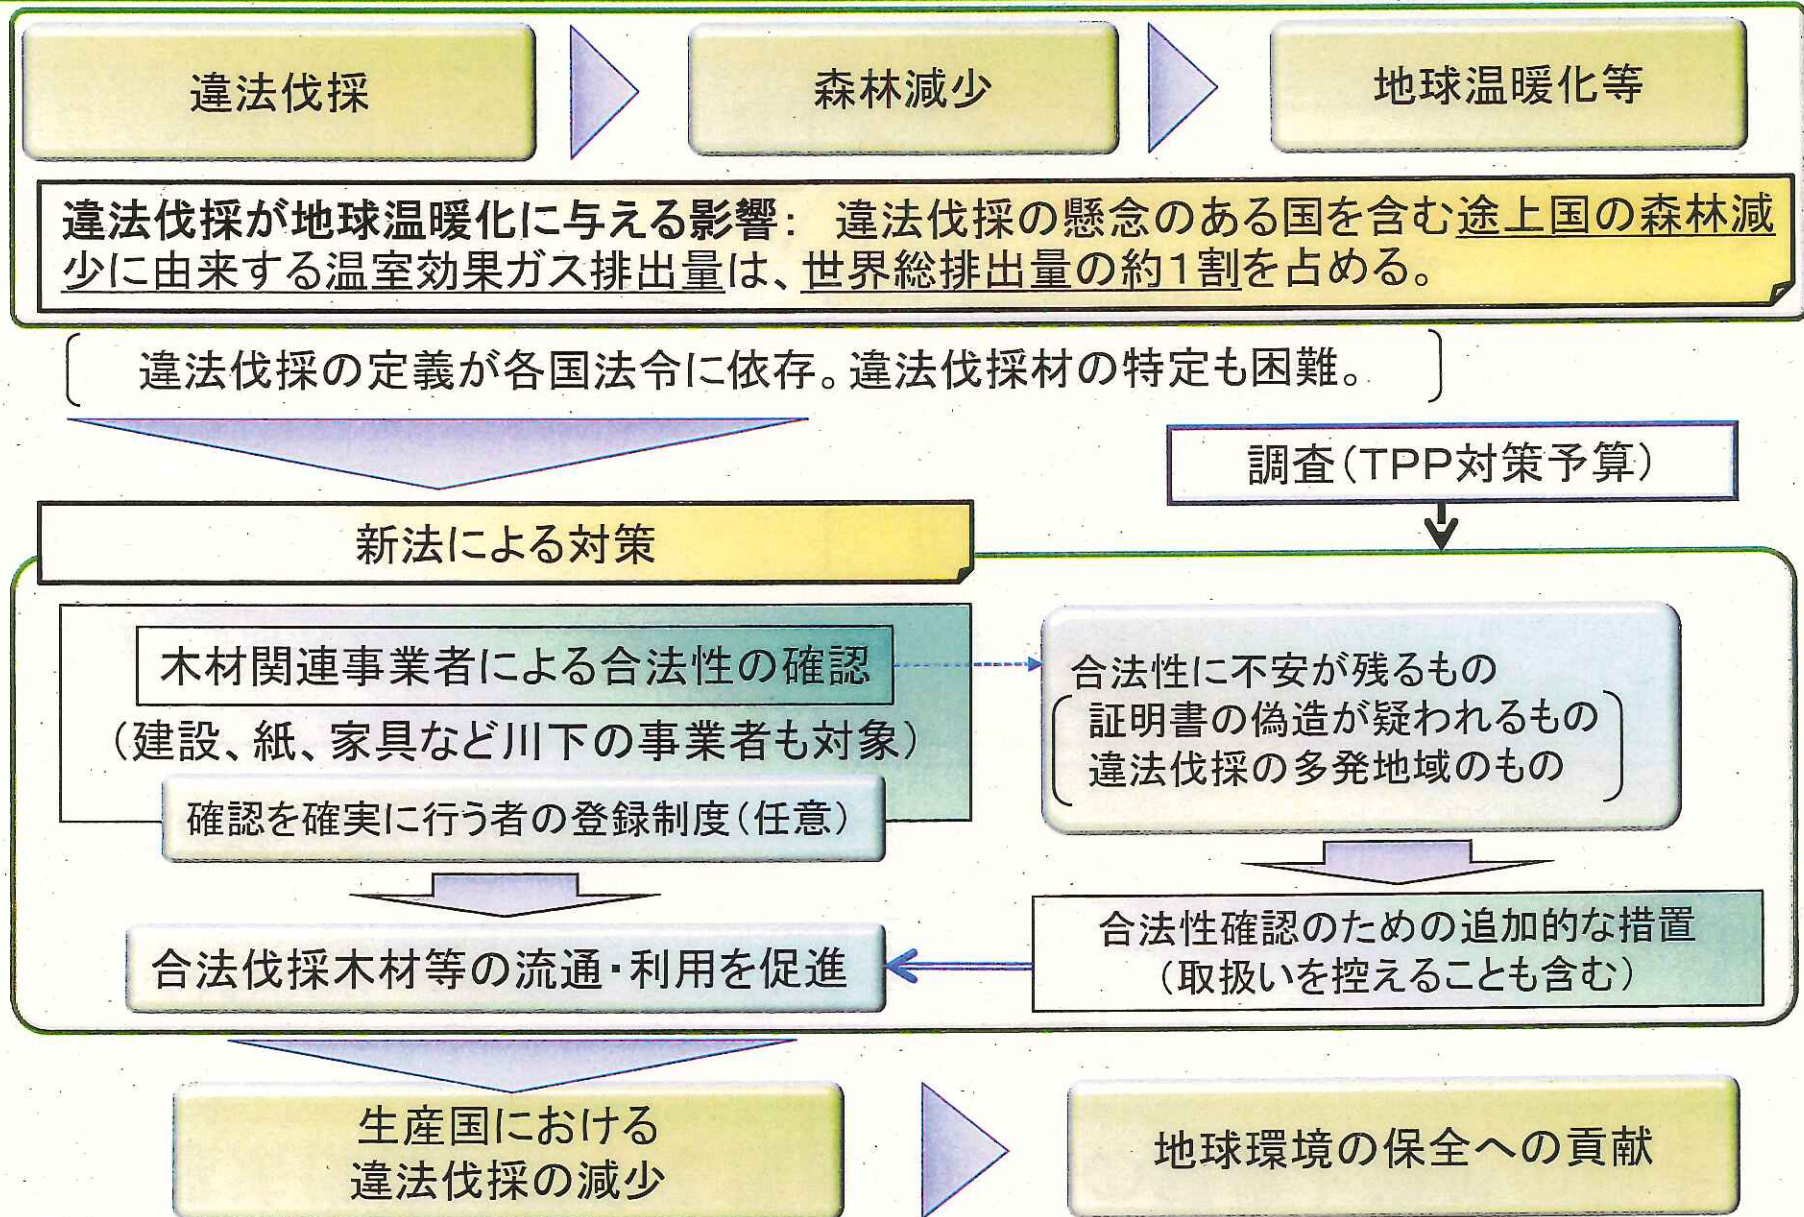 違法伐採
森林減少
地球温暖化等
違法伐採が地球温暖化に与える影響： 違法伐採の懸念のある国を含む途上国の森林減
少に由来する温室効果ガス排出量は、世界総排出量の約１割を占める。
違法伐採の定義が各国法令に依存。違法伐採材の特定も困難。
調査（TPP対策予算）
新法による対策
木材関連事業者による合法性の確認
（建設、紙、家具など川下の事業者も対象）
確認を確実に行う者の登録制度（任意）
合法性に不安が残るもの
証明書の偽造が疑われるもの
違法伐採の多発地域のもの
合法性確認のための追加的な措置
（取扱いを控えることも含む）
合法伐採木材等の流通・利用を促進
生産国における
違法伐採の減少
地球環境の保全への貢献